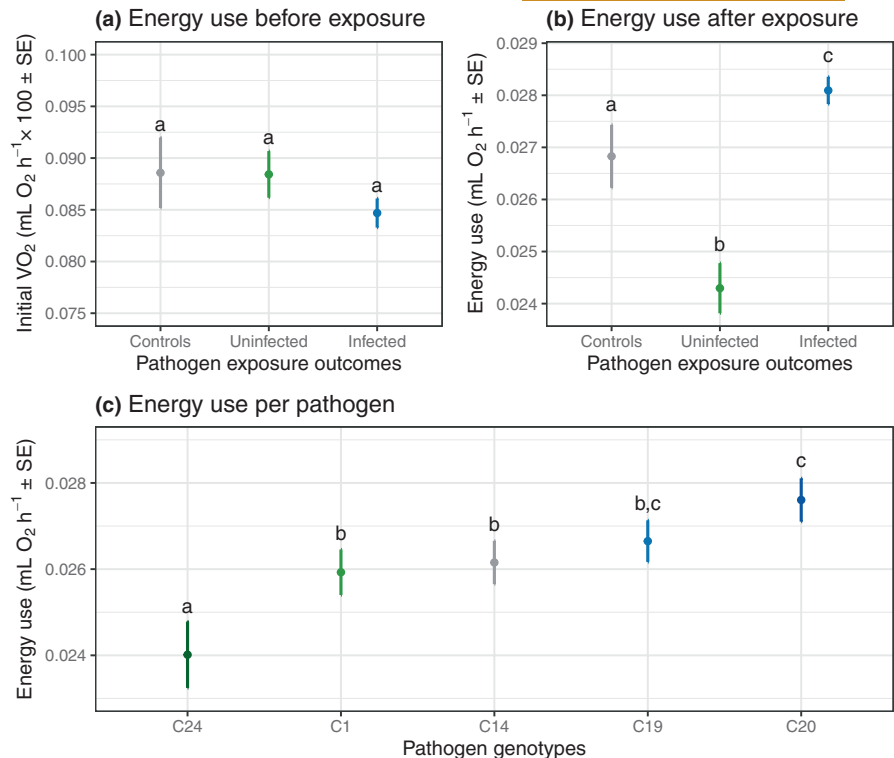 (a) Energy use before exposure
Initial VO₂ (mL O₂ h⁻¹× 100 ± SE)
0.100
0.095
0.090
0.085
0.080
0.075
a
a
a
Controls
Uninfected
Infected
Pathogen exposure outcomes
(b) Energy use after exposure
Energy use (mL O₂ h⁻¹ ± SE)
0.029
0.028
0.027
0.026
0.025
0.024
a
b
c
Controls
Uninfected
Infected
Pathogen exposure outcomes
(c) Energy use per pathogen
Energy use (mL O₂ h⁻¹ ± SE)
0.028
0.026
0.024
a
b
b
b,c
c
C24
C1
C14
C19
C20
Pathogen genotypes